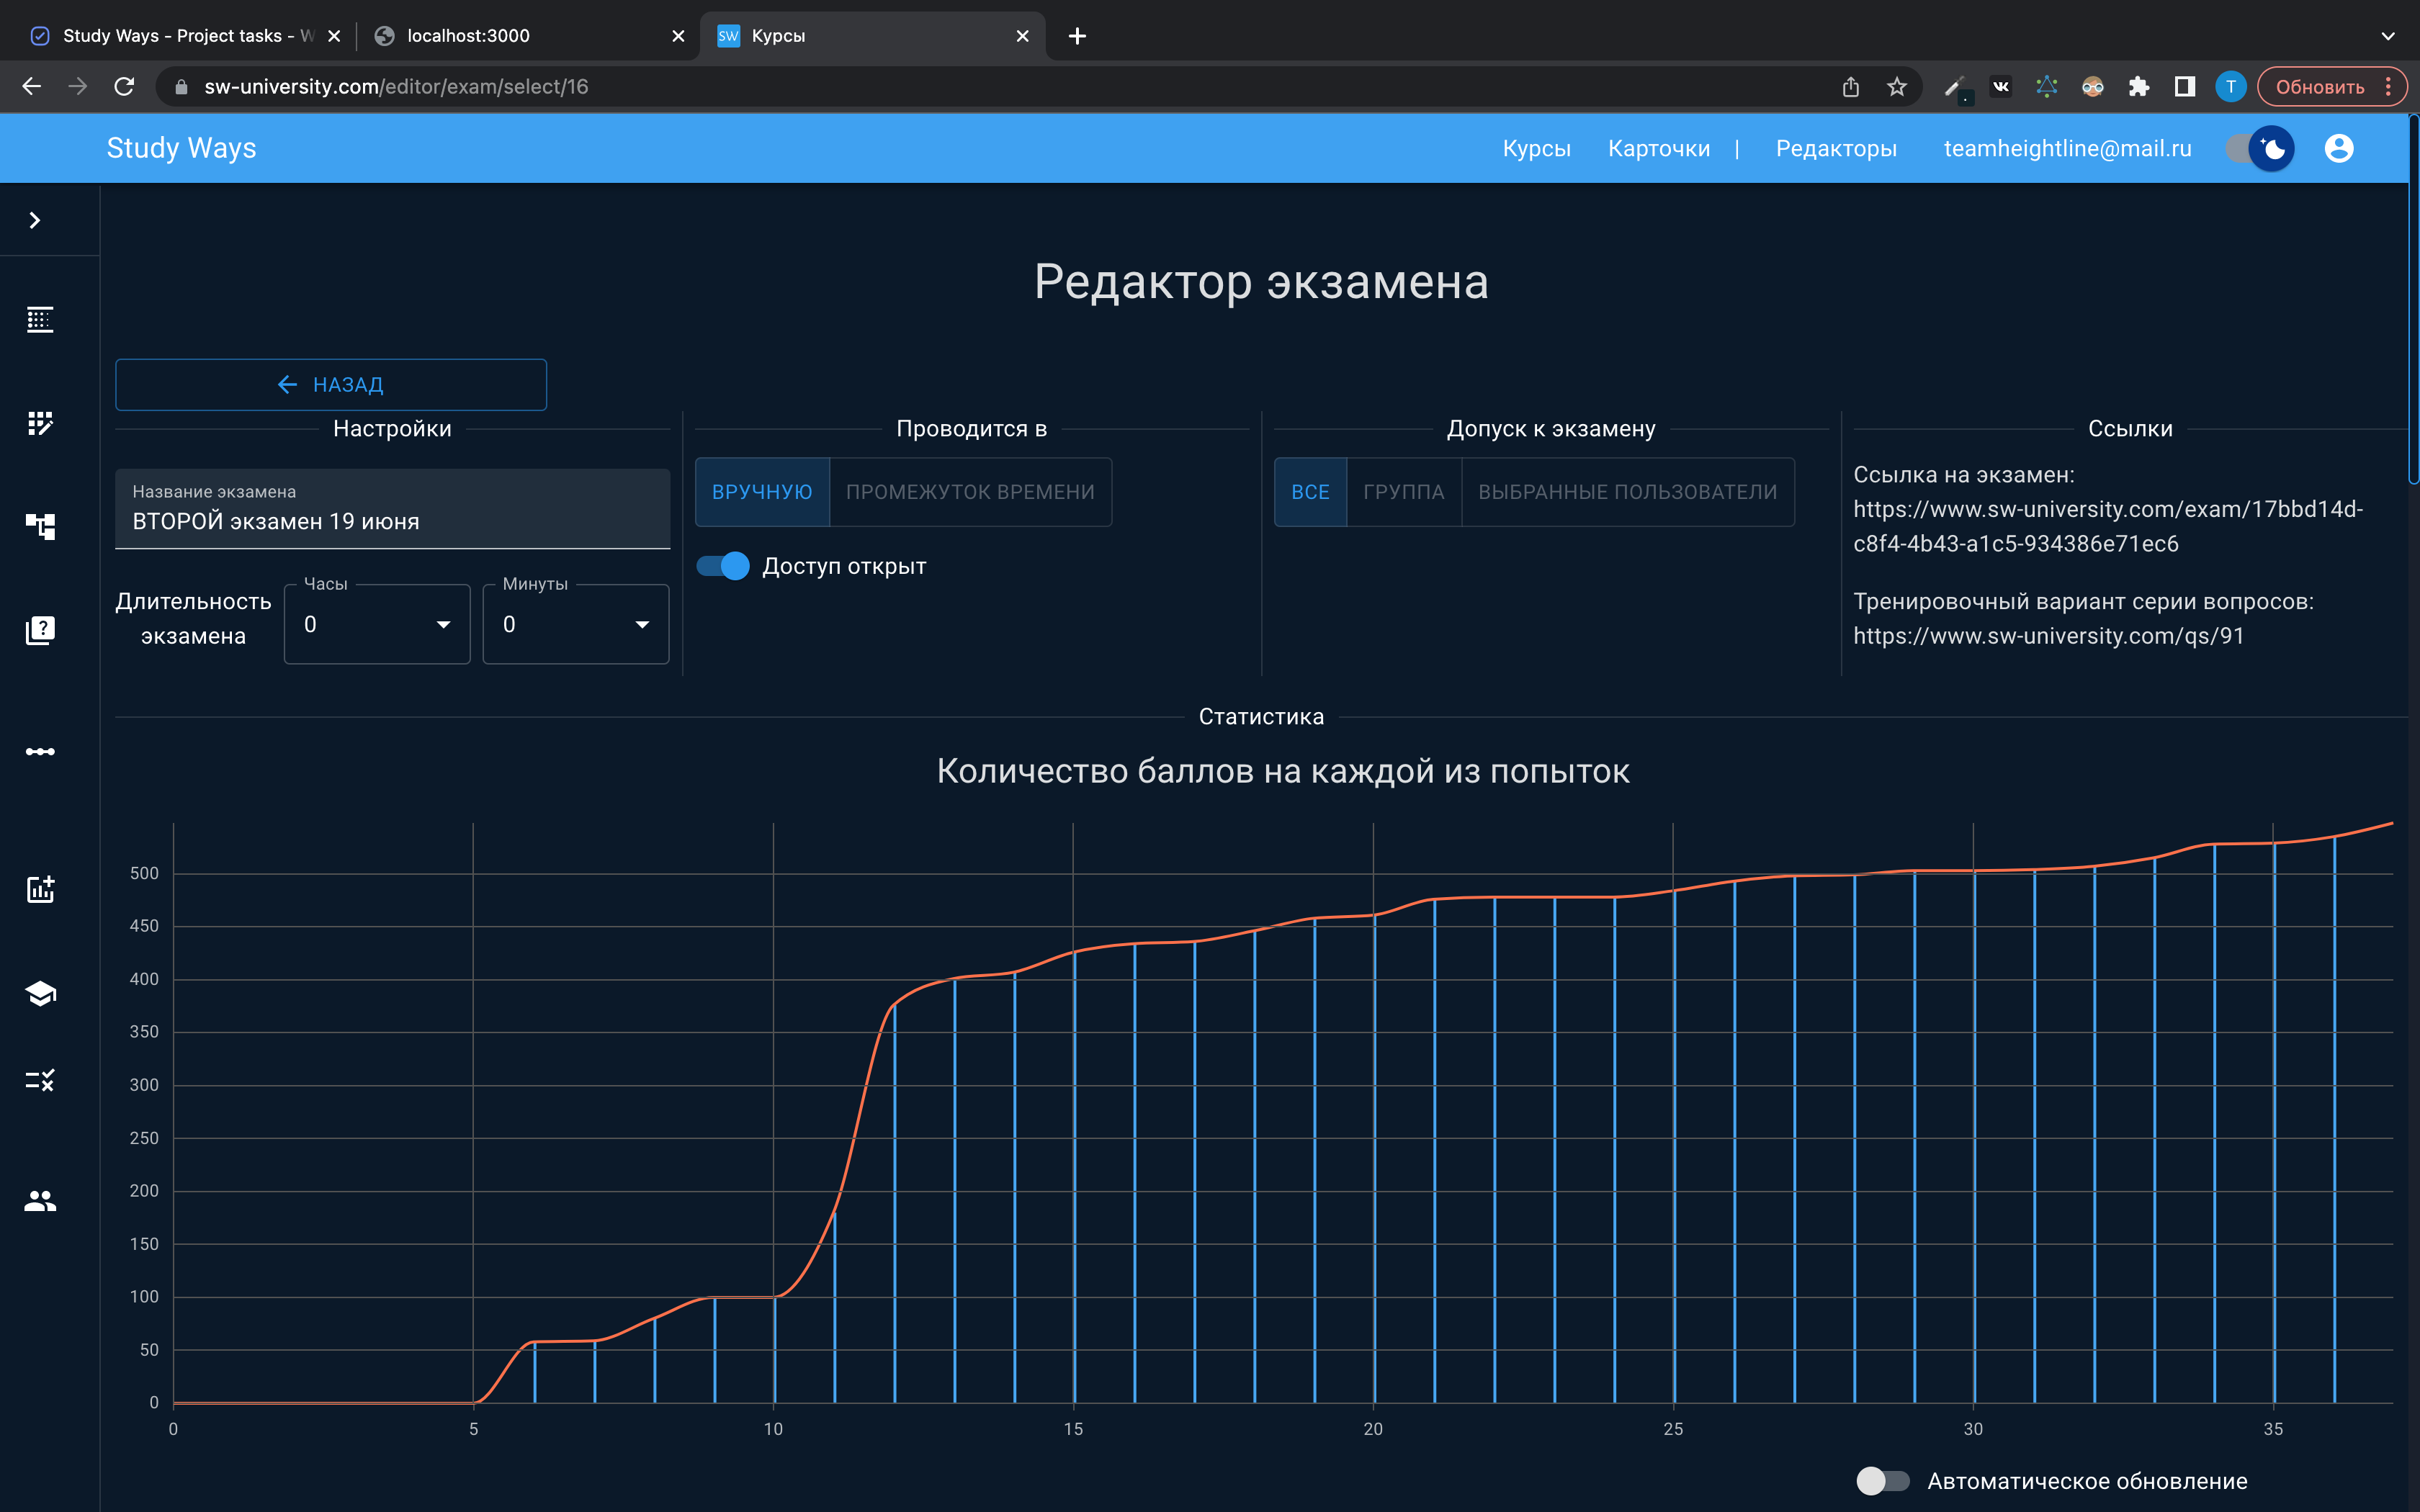 Study Ways - Project tasks - W
localhost:3000
SW Курсы
sw-university.com/editor/exam/select/16
T
Обновить
Study Ways
Курсы Карточки | Редакторы teamheightline@mail.ru
Редактор экзамена
НАЗАД
Настройки
Название экзамена
ВТОРОЙ экзамен 19 июня
Длительность
экзамена
Часы
0
Минуты
0
Проводится в
ВРУЧНУЮ ПРОМЕЖУТОК ВРЕМЕНИ
Доступ открыт
Допуск к экзамену
ВСЕ ГРУППА ВЫБРАННЫЕ ПОЛЬЗОВАТЕЛИ
Ссылки
Ссылка на экзамен:
https://www.sw-university.com/exam/17bbd14d-
c8f4-4b43-a1c5-934386e71ec6
Тренировочный вариант серии вопросов:
https://www.sw-university.com/qs/91
Статистика
Количество баллов на каждой из попыток
500
450
400
350
300
250
200
150
100
50
0
0 5 10 15 20 25 30 35
Автоматическое обновление